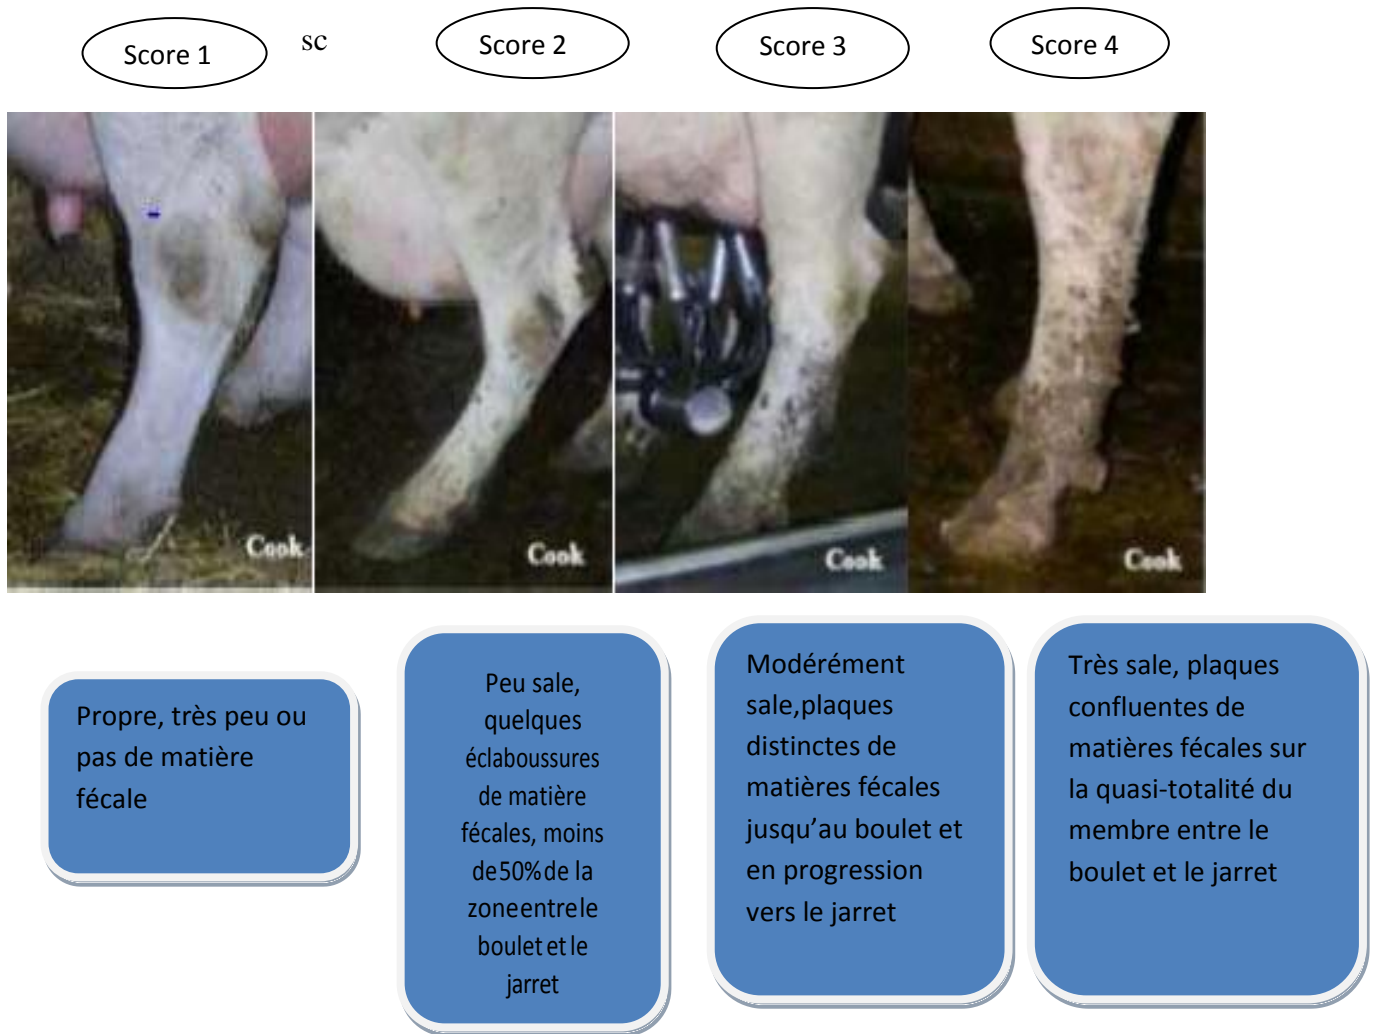 Score 1
sc
Score 2
Score 3
Score 4
Cook
Cook
Cook
Cook
Propre, très peu ou
pas de matière
fécale
Peu sale,
quelques
éclaboussures
de matière
fécales, moins
de50%de la
zoneentrele
bouletetle
jarret
Modérément
sale,plaques
distinctes de
matières fécales
jusqu’au boulet et
en progression
vers le jarret
Très sale, plaques
confluentes de
matières fécales sur
la quasi-totalité du
membre entre le
boulet et le jarret